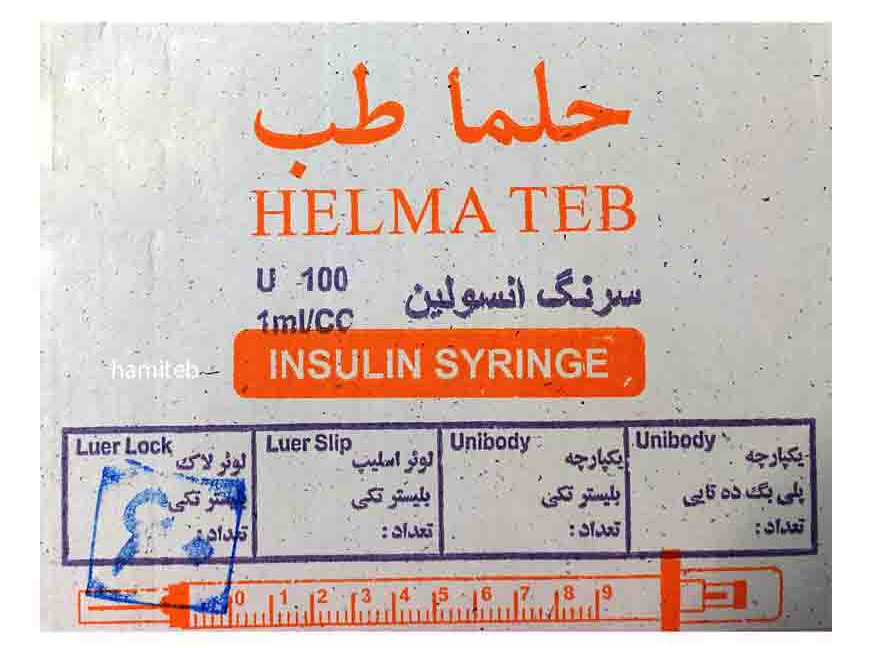 حلما طب
HELMA TEB
U 100
سرنگ انسولین
1ml/CC
INSULIN SYRINGE
hamiteb
Luer Lock
لوئر لاک
بلیستر تکی
تعداد:
Luer Slip
لوئر اسلیپ
بلیستر تکی
تعداد:
Unibody
یکپارچه
بلیستر تکی
تعداد:
Unibody
یکپارچه
پلی بگ ده تایی
تعداد:
0 1 2 3 4 5 6 7 8 9